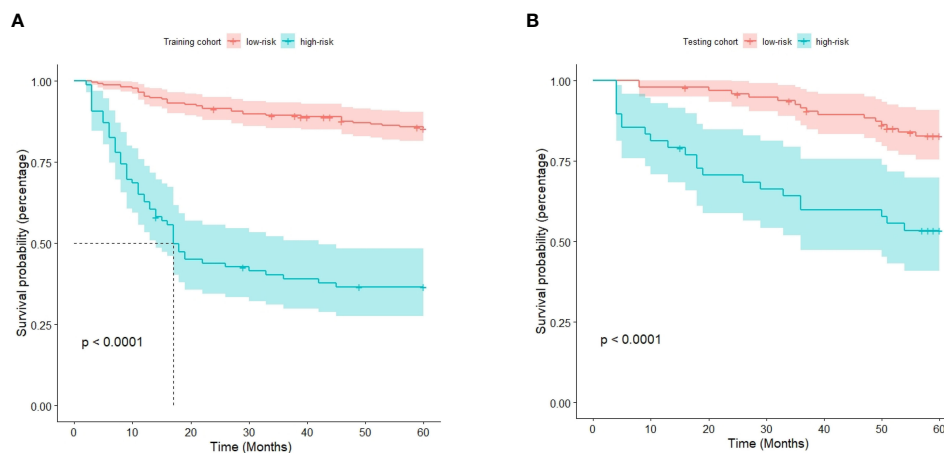 A
Training cohort low-risk high-risk
1.00
0.75
0.50
0.25
0.00
Survival probability (percentage)
p < 0.0001
0 10 20 30 40 50 60
Time (Months)
B
Testing cohort low-risk high-risk
1.00
0.75
0.50
0.25
0.00
Survival probability (percentage)
p < 0.0001
0 10 20 30 40 50 60
Time (Months)